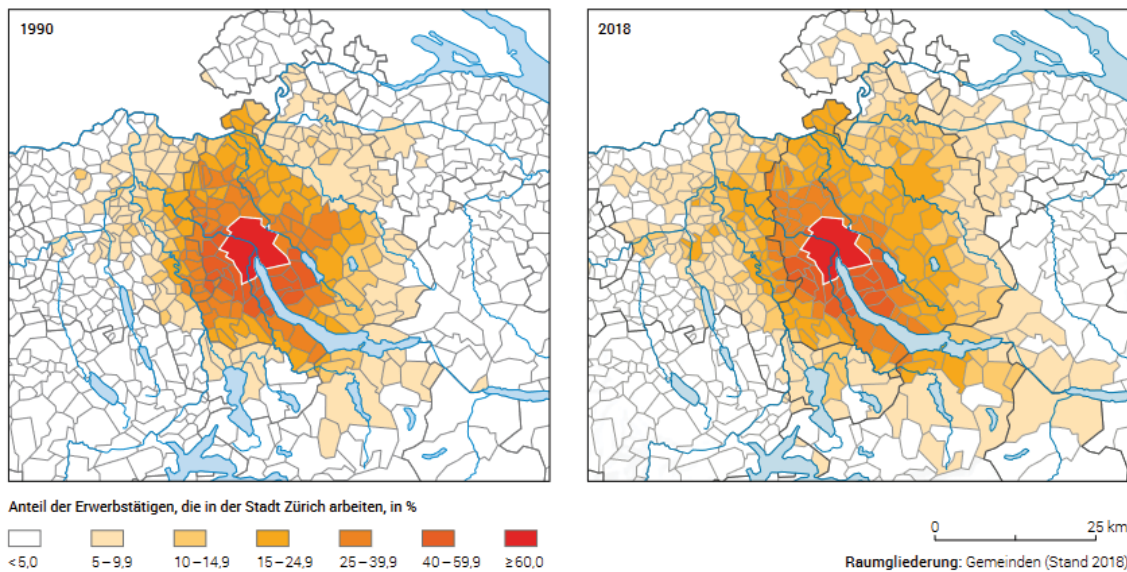 1990
2018
Anteil der Erwerbstätigen, die in der Stadt Zürich arbeiten, in %
<5,0 5–9,9 10–14,9 15–24,9 25–39,9 40–59,9 ≥60,0
0 25 km
Raumgliederung: Gemeinden (Stand 2018)